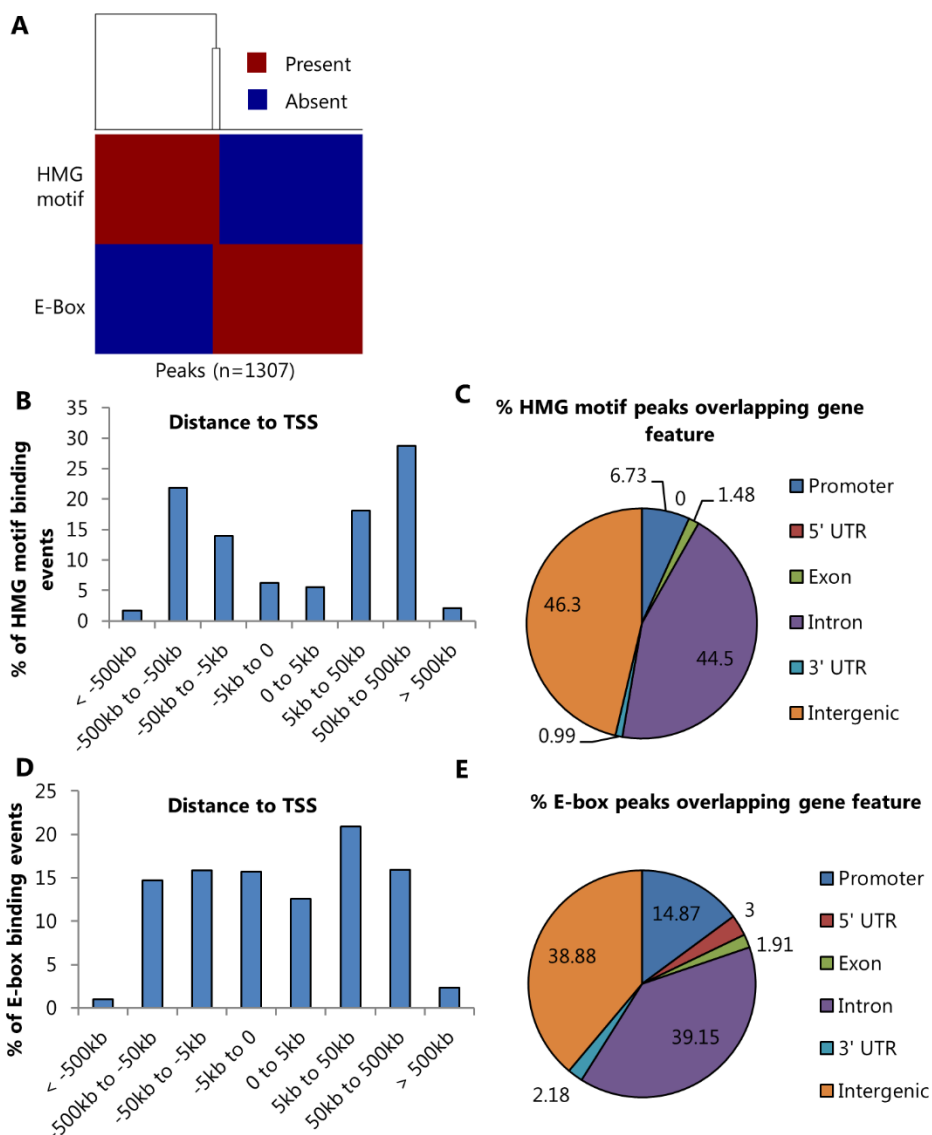 A
Present
Absent
HMG
motif
E-Box
Peaks (n=1307)
B
Distance to TSS
% of HMG motif binding
events
35
30
25
20
15
10
5
0
< -500kb
-500kb to -50kb
-50kb to -5kb
-5kb to 0
0 to 5kb
5kb to 50kb
50kb to 500kb
> 500kb
C
% HMG motif peaks overlapping gene
feature
6.73
0
1.48
44.5
0.99
46.3
Promoter
5' UTR
Exon
Intron
3' UTR
Intergenic
D
Distance to TSS
% of E-box binding events
25
20
15
10
5
0
< -500kb
-500kb to -50kb
-50kb to -5kb
-5kb to 0
0 to 5kb
5kb to 50kb
50kb to 500kb
> 500kb
E
% E-box peaks overlapping gene feature
14.87
3
1.91
39.15
2.18
38.88
Promoter
5' UTR
Exon
Intron
3' UTR
Intergenic